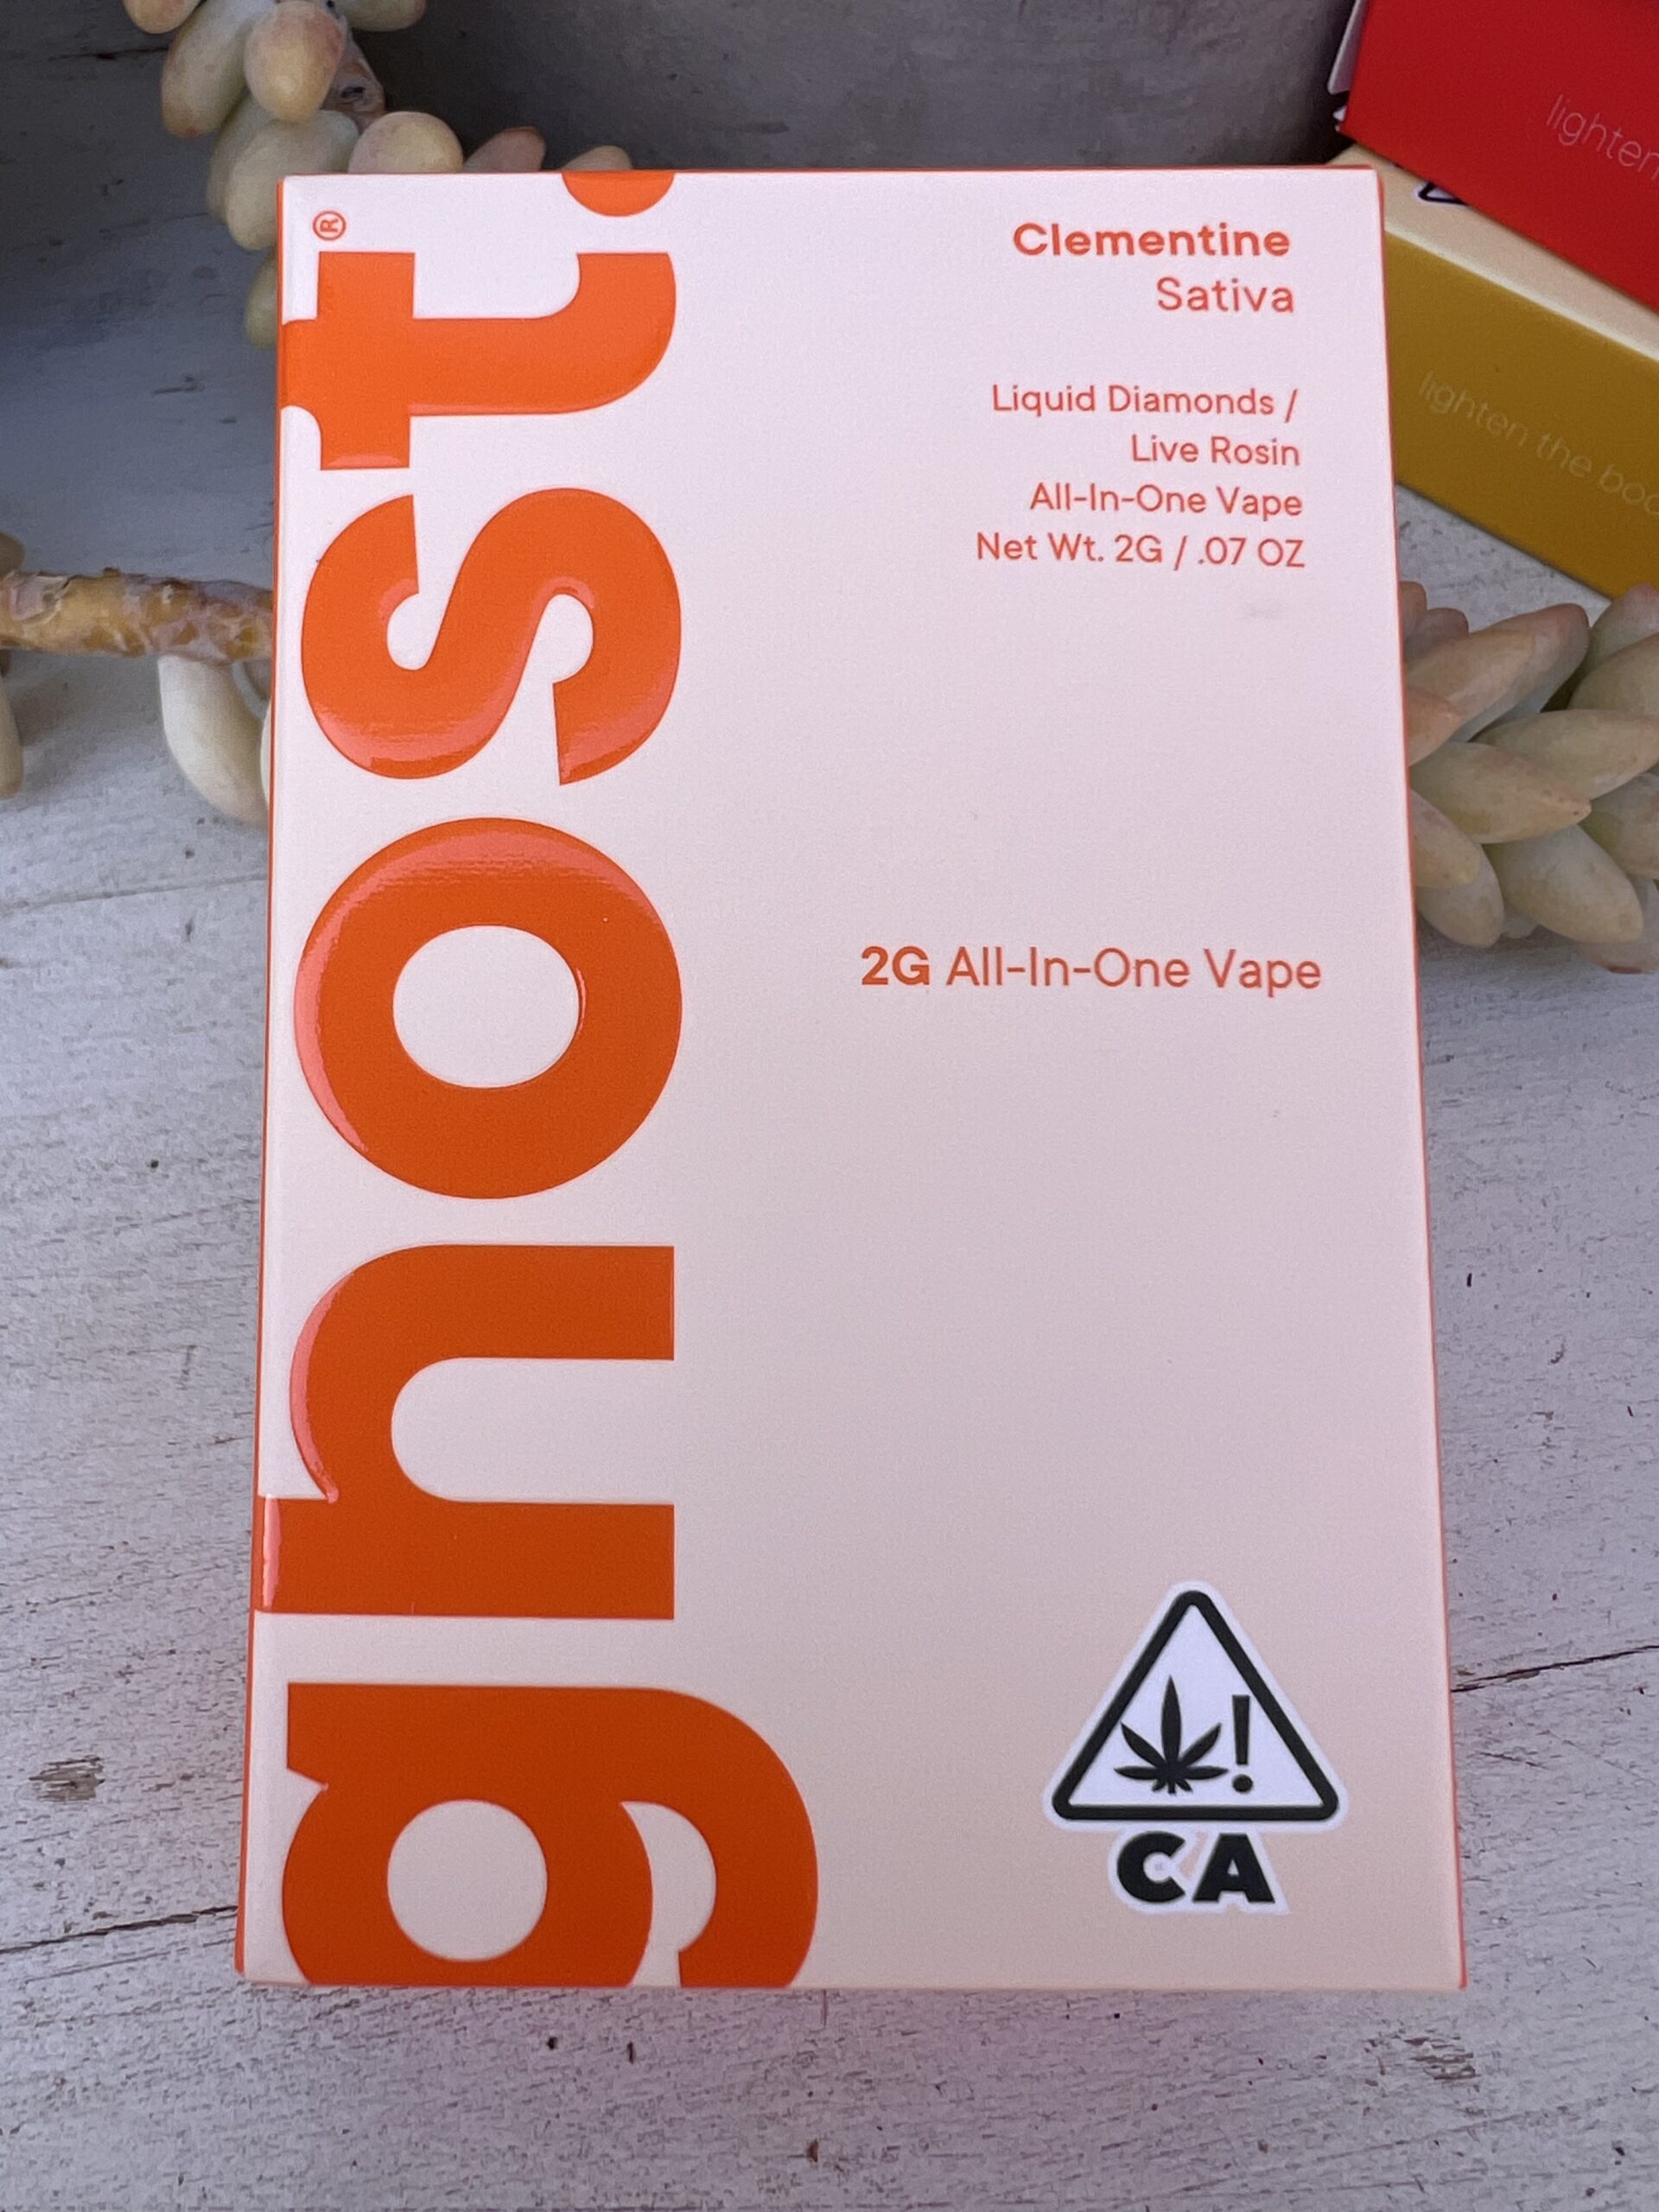 ghost.
®
Clementine
Sativa
Liquid Diamonds /
Live Rosin
All-In-One Vape
Net Wt. 2G / .07 OZ
2G All-In-One Vape
!
CA
lighten
lighten the